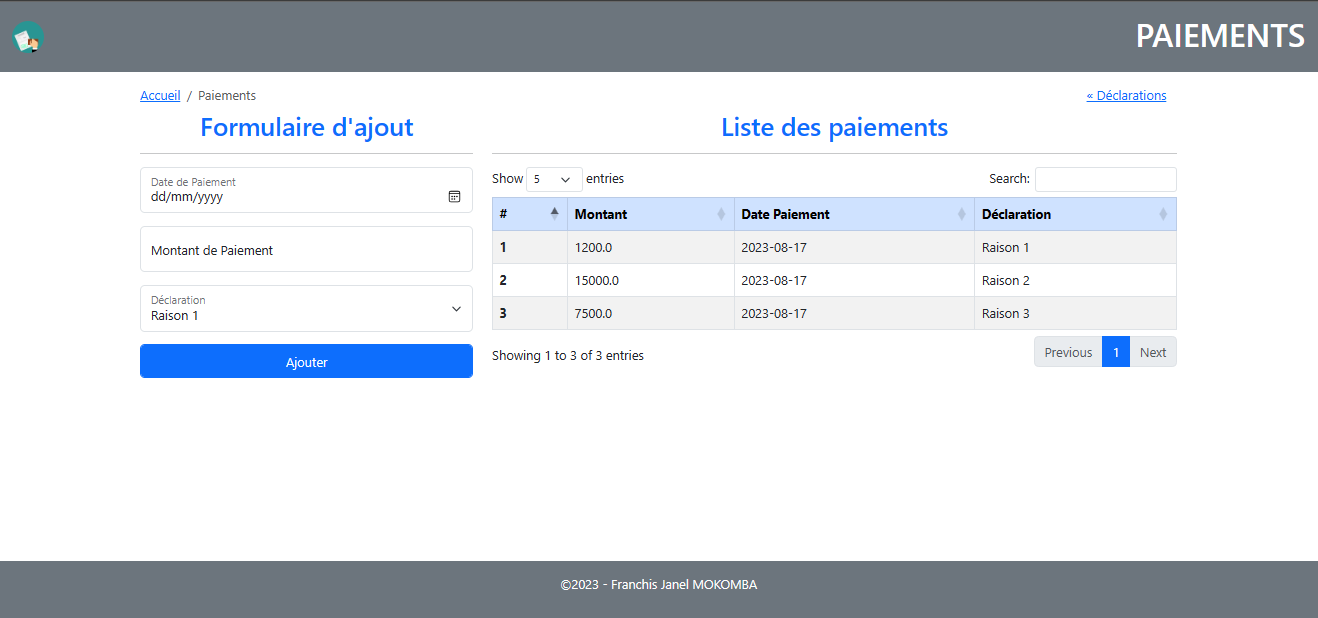 PAIEMENTS
Accueil / Paiements
« Déclarations
Formulaire d'ajout
Date de Paiement
dd/mm/yyyy
Montant de Paiement
Déclaration
Raison 1
Ajouter
Liste des paiements
Show 5 entries
Search:
# Montant Date Paiement Déclaration
1 1200.0 2023-08-17 Raison 1
2 15000.0 2023-08-17 Raison 2
3 7500.0 2023-08-17 Raison 3
Showing 1 to 3 of 3 entries
Previous 1 Next
©2023 - Franchis Janel MOKOMBA